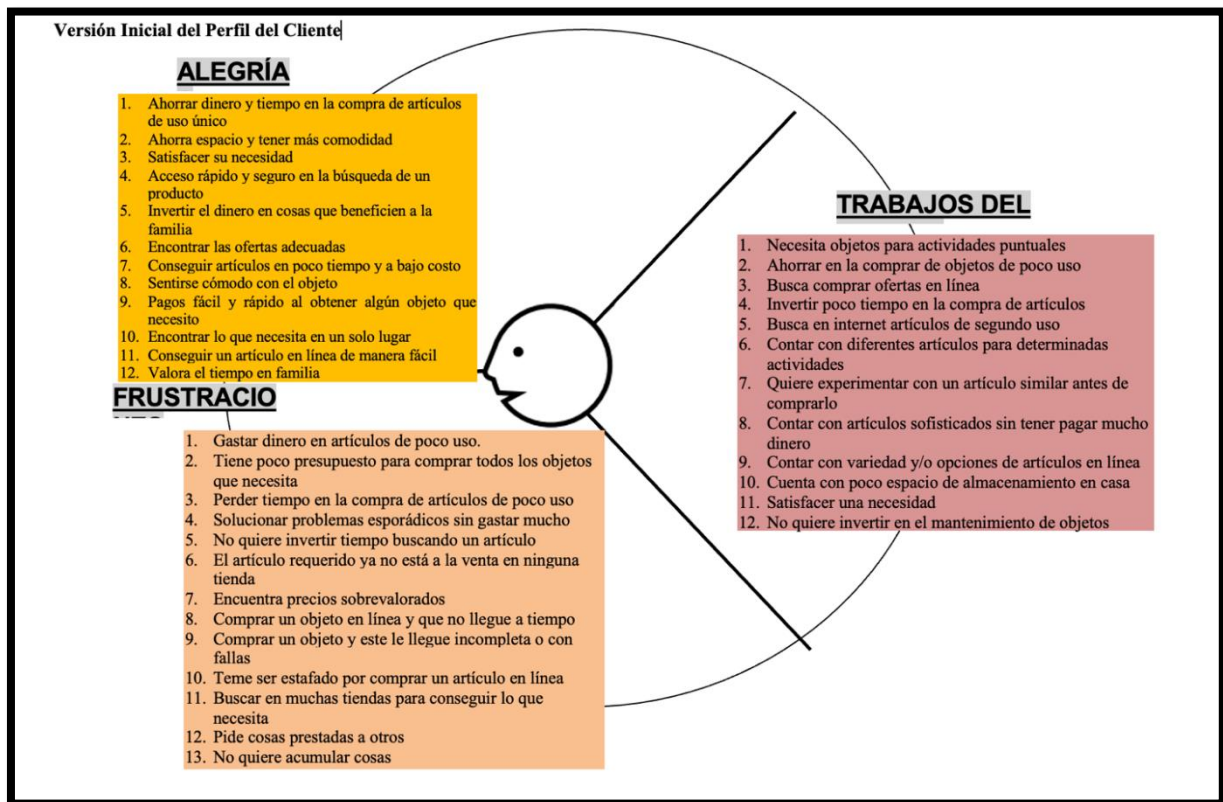 Versión Inicial del Perfil del Cliente
ALEGRÍA
1. Ahorrar dinero y tiempo en la compra de artículos
de uso único
2. Ahorra espacio y tener más comodidad
3. Satisfacer su necesidad
4. Acceso rápido y seguro en la búsqueda de un
producto
5. Invertir el dinero en cosas que beneficien a la
familia
6. Encontrar las ofertas adecuadas
7. Conseguir artículos en poco tiempo y a bajo costo
8. Sentirse cómodo con el objeto
9. Pagos fácil y rápido al obtener algún objeto que
necesito
10. Encontrar lo que necesita en un solo lugar
11. Conseguir un artículo en línea de manera fácil
12. Valora el tiempo en familia
FRUSTRACIO
1. Gastar dinero en artículos de poco uso.
2. Tiene poco presupuesto para comprar todos los objetos
que necesita
3. Perder tiempo en la compra de artículos de poco uso
4. Solucionar problemas esporádicos sin gastar mucho
5. No quiere invertir tiempo buscando un artículo
6. El artículo requerido ya no está a la venta en ninguna
tienda
7. Encuentra precios sobrevalorados
8. Comprar un objeto en línea y que no llegue a tiempo
9. Comprar un objeto y este le llegue incompleta o con
fallas
10. Teme ser estafado por comprar un artículo en línea
11. Buscar en muchas tiendas para conseguir lo que
necesita
12. Pide cosas prestadas a otros
13. No quiere acumular cosas
TRABAJOS DEL
1. Necesita objetos para actividades puntuales
2. Ahorrar en la comprar de objetos de poco uso
3. Busca comprar ofertas en línea
4. Invertir poco tiempo en la compra de artículos
5. Busca en internet artículos de segundo uso
6. Contar con diferentes artículos para determinadas
actividades
7. Quiere experimentar con un artículo similar antes de
comprarlo
8. Contar con artículos sofisticados sin tener pagar mucho
dinero
9. Contar con variedad y/o opciones de artículos en línea
10. Cuenta con poco espacio de almacenamiento en casa
11. Satisfacer una necesidad
12. No quiere invertir en el mantenimiento de objetos